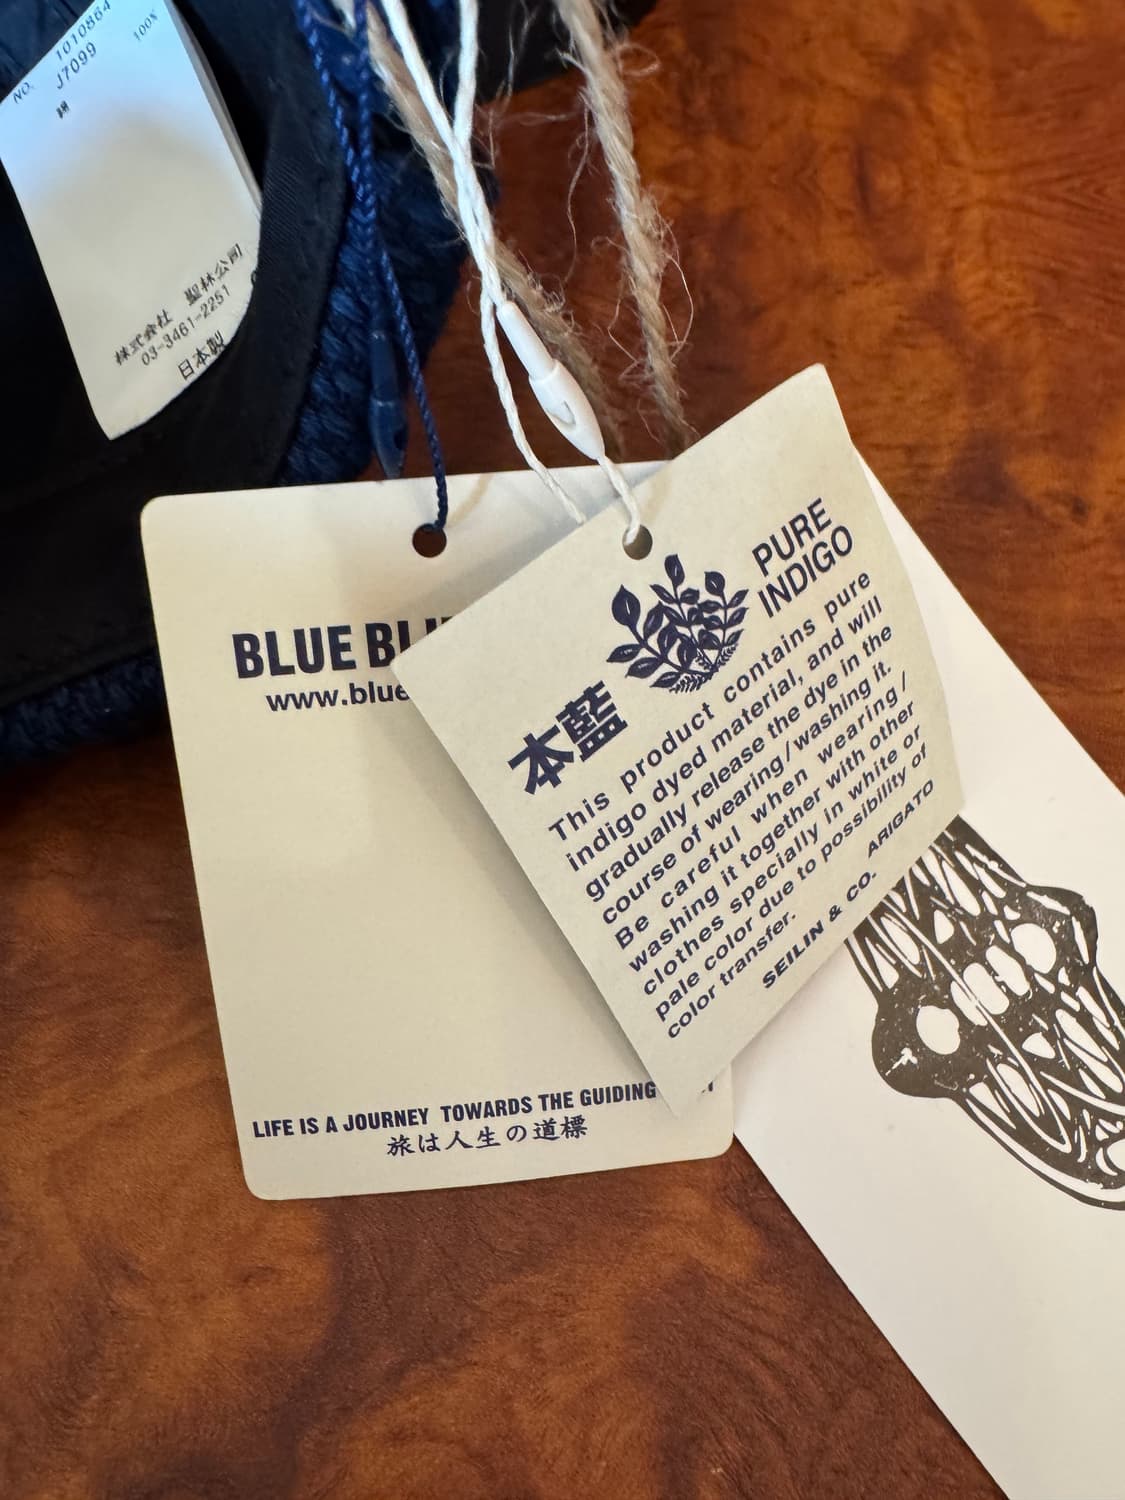 NO. 1010864
J7099
綿 100%
株式会社 聖林公司
03-3461-2251
日本製
BLUE
www.blue
LIFE IS A JOURNEY TOWARDS THE GUIDING
旅は人生の道標
PURE
INDIGO
本藍
This product contains pure
indigo dyed material, and will
gradually release the dye in the
course of wearing/washing it.
Be careful when wearing/
washing it together with other
clothes specially in white or
pale color due to possibility of
color transfer.
SEILIN & CO. ARIGATO